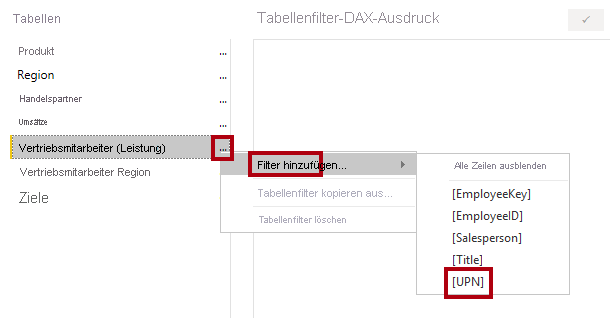 Tabellen
Tabellenfilter-DAX-Ausdruck
Produkt ...
Region ...
Handelspartner ...
Umsätze ...
Vertriebsmitarbeiter (Leistung) ...
Vertriebsmitarbeiter Region
Ziele
Filter hinzufügen...
Tabellenfilter kopieren aus...
Tabellenfilter löschen
Alle Zeilen ausblenden
[EmployeeKey]
[EmployeeID]
[Salesperson]
[Title]
[UPN]